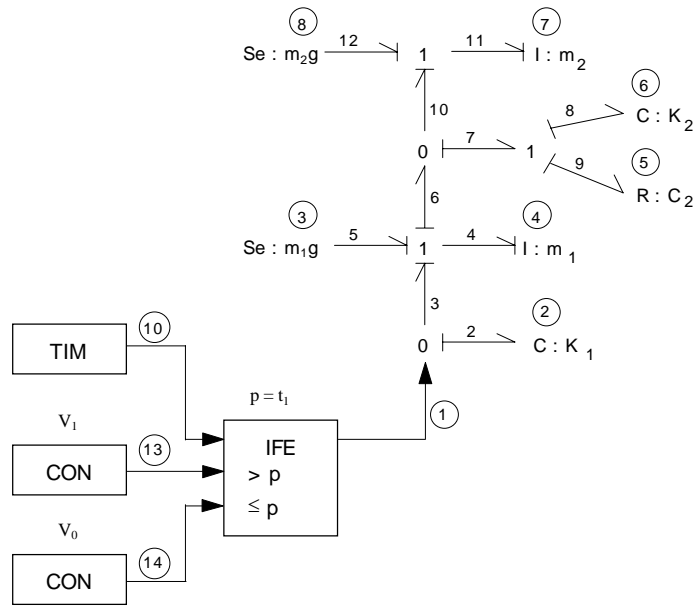 8
7
Se : m₂g
12
1
11
I : m₂
6
10
8
C : K₂
0
7
1
9
5
R : C₂
6
3
4
Se : m₁g
5
1
4
I : m₁
3
2
0
2
C : K₁
10
TIM
p = t₁
1
V₁
IFE
13
CON
> p
≤ p
V₀
14
CON